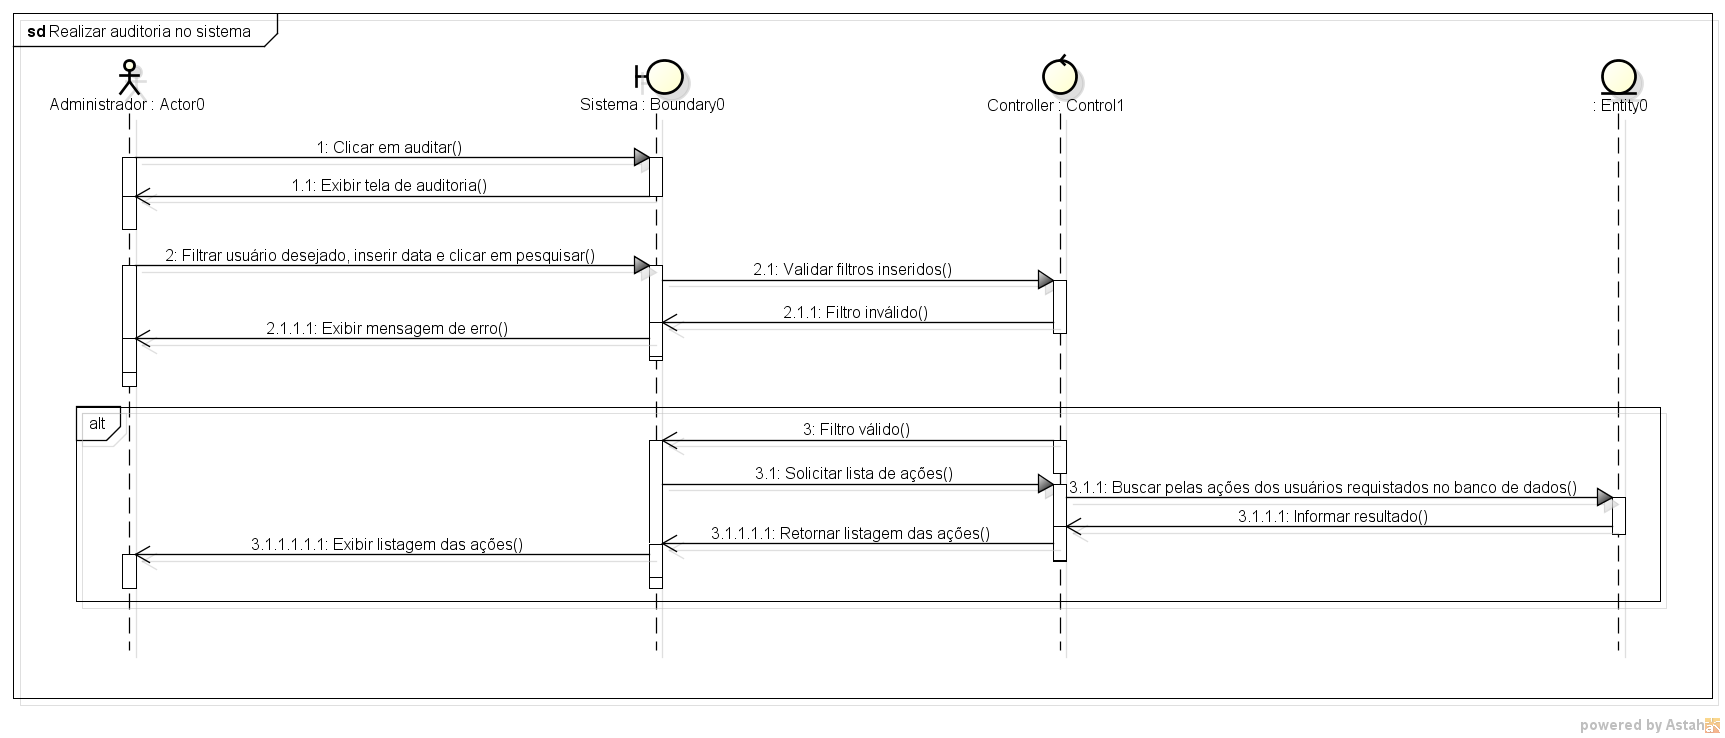 sd Realizar auditoria no sistema
Administrador : Actor0
Sistema : Boundary0
Controller : Control1
: Entity0
1: Clicar em auditar()
1.1: Exibir tela de auditoria()
2: Filtrar usuário desejado, inserir data e clicar em pesquisar()
2.1: Validar filtros inseridos()
2.1.1: Filtro inválido()
2.1.1.1: Exibir mensagem de erro()
alt
3: Filtro válido()
3.1: Solicitar lista de ações()
3.1.1: Buscar pelas ações dos usuários requistados no banco de dados()
3.1.1.1: Informar resultado()
3.1.1.1.1: Retornar listagem das ações()
3.1.1.1.1.1: Exibir listagem das ações()
powered by Astah